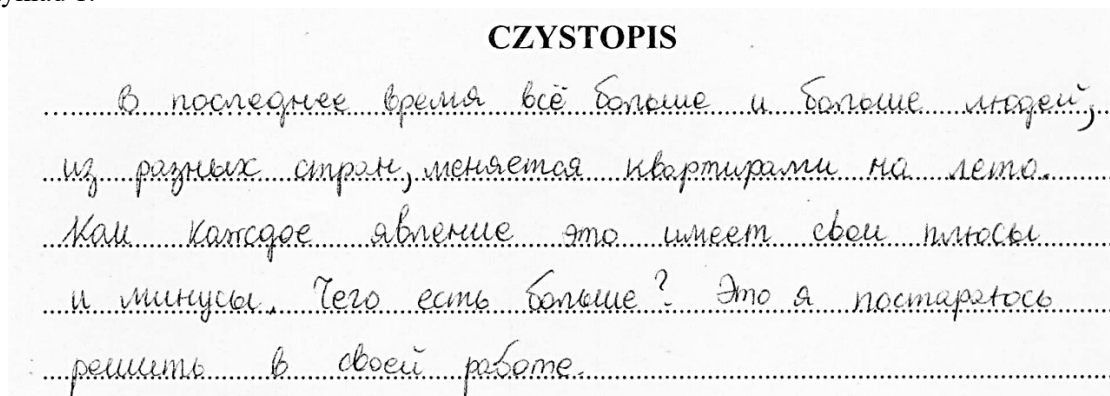 CZYSTOPIS
В последнее время всё больше и больше людей,
из разных стран, меняется квартирами на лето.
Как каждое явление это имеет свои плюсы
и минусы. Чего есть больше? Это я постараюсь
решить в своей работе.